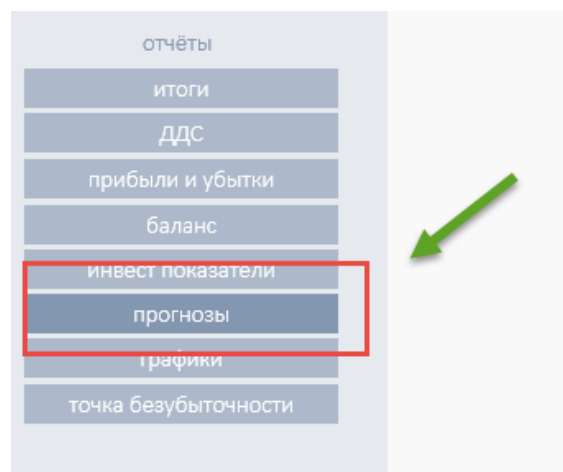 отчёты
итоги
ДДС
прибыли и убытки
баланс
инвест показатели
прогнозы
графики
точка безубыточности